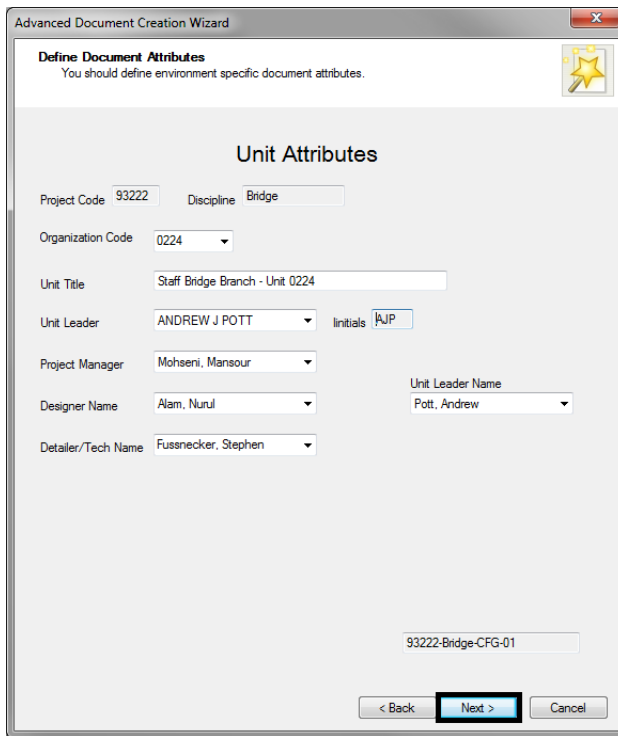 Advanced Document Creation Wizard
Define Document Attributes
You should define environment specific document attributes.
Unit Attributes
Project Code 93222 Discipline Bridge
Organization Code 0224
Unit Title Staff Bridge Branch - Unit 0224
Unit Leader ANDREW J POTT Iinitials AJP
Project Manager Mohseni, Mansour
Unit Leader Name
Designer Name Alam, Nurul Pott, Andrew
Detailer/Tech Name Fussnecker, Stephen
93222-Bridge-CFG-01
< Back Next > Cancel